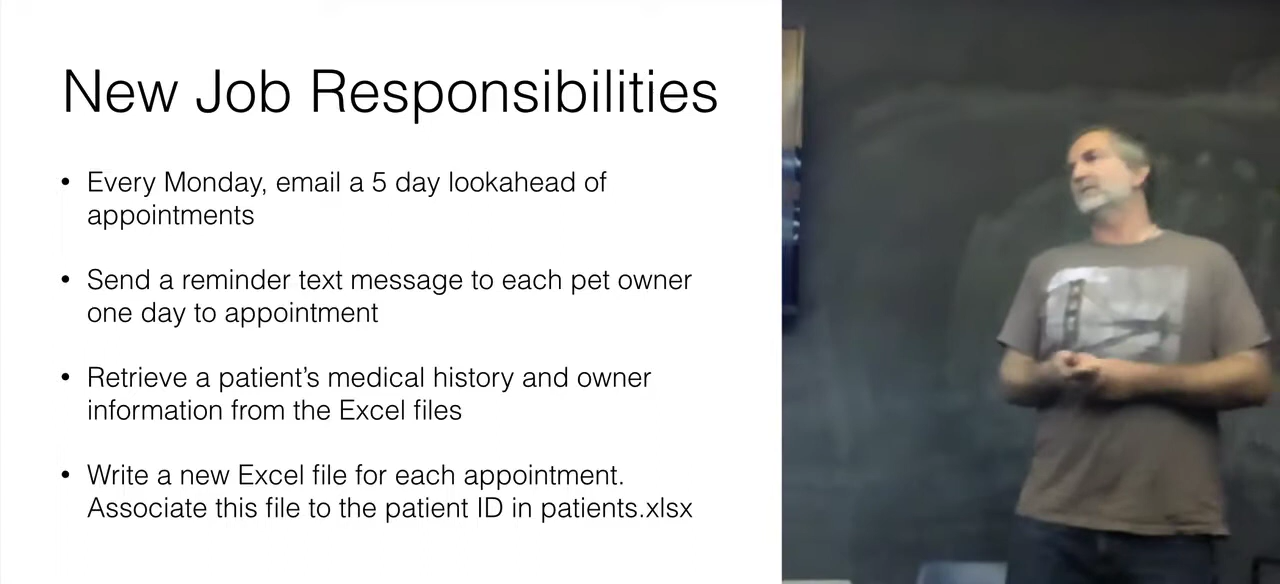 New Job Responsibilities
• Every Monday, email a 5 day lookahead of
appointments
• Send a reminder text message to each pet owner
one day to appointment
• Retrieve a patient’s medical history and owner
information from the Excel files
• Write a new Excel file for each appointment.
Associate this file to the patient ID in patients.xlsx